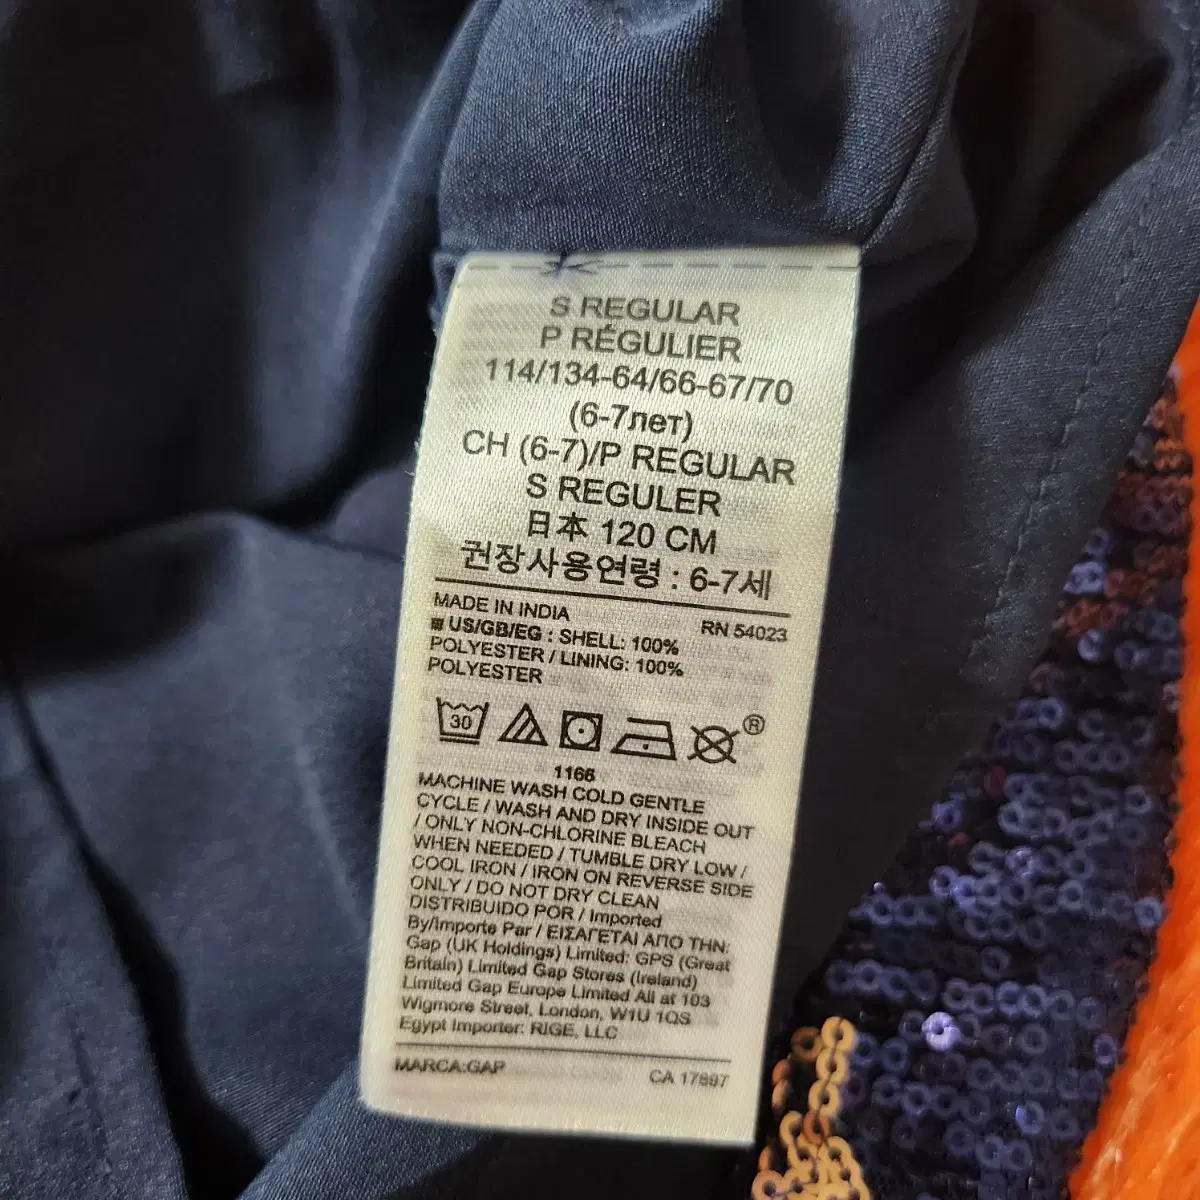 S REGULAR
P RÉGULIER
114/134-64/66-67/70
(6-7лет)
CH (6-7)/P REGULAR
S REGULER
日本 120 CM
권장사용연령 : 6-7세
MADE IN INDIA
RN 54023
US/GB/EG : SHELL: 100%
POLYESTER / LINING: 100%
POLYESTER
30
®
1166
MACHINE WASH COLD GENTLE
CYCLE / WASH AND DRY INSIDE OUT
/ ONLY NON-CHLORINE BLEACH
WHEN NEEDED / TUMBLE DRY LOW /
COOL IRON / IRON ON REVERSE SIDE
ONLY / DO NOT DRY CLEAN
DISTRIBUIDO POR / Imported
By/Importe Par / ΕΙΣΑΓΕΤΑΙ ΑΠΟ ΤΗΝ:
Gap (UK Holdings) Limited: GPS (Great
Britain) Limited Gap Stores (Ireland)
Limited Gap Europe Limited All at 103
Wigmore Street, London, W1U 1QS
Egypt Importer: RIGE, LLC
MARCA:GAP
CA 17897